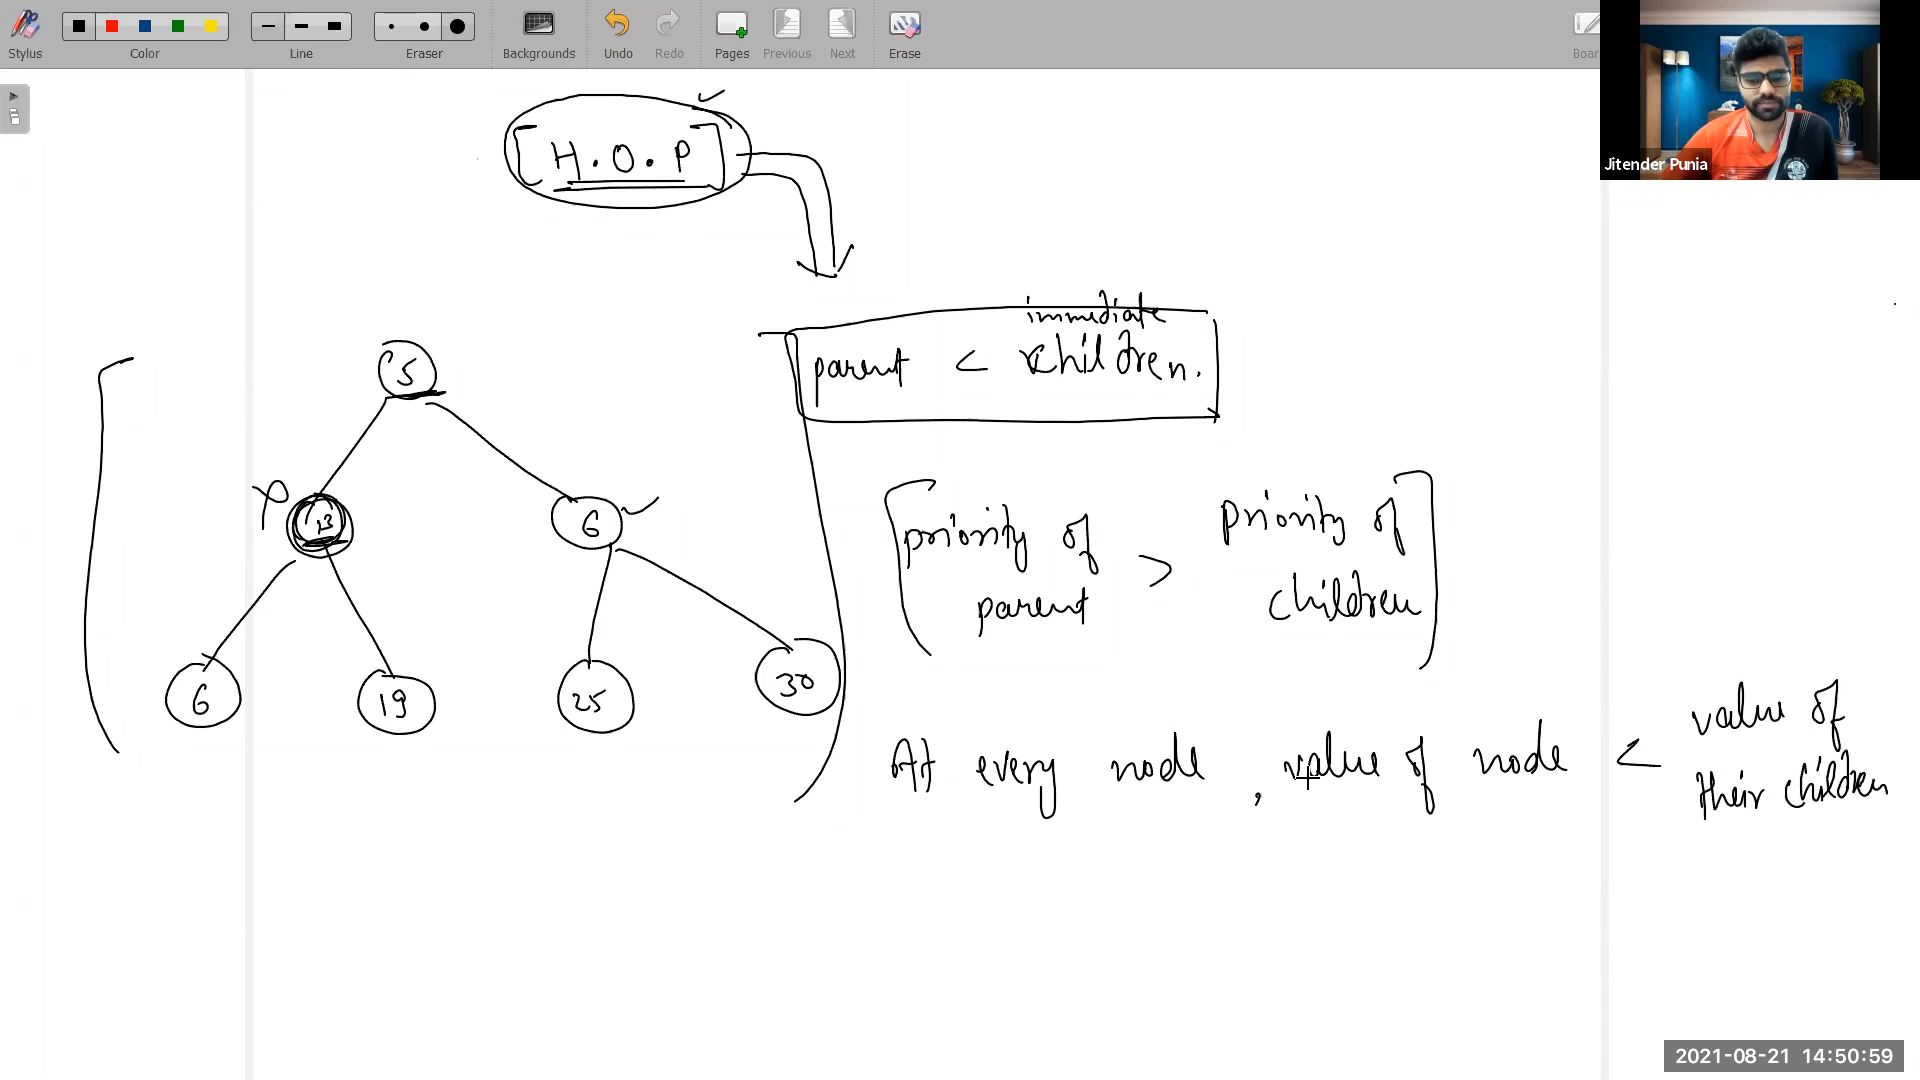 Stylus
Color
Line
Eraser
Backgrounds
Undo
Redo
Pages
Previous
Next
Erase
Boar
Jitender Punia
[H.O.P]
immediate
parent < children.
5
13
6
6
19
25
30
priority of parent > priority of children
At every node, value of node < value of their children
2021-08-21 14:50:59